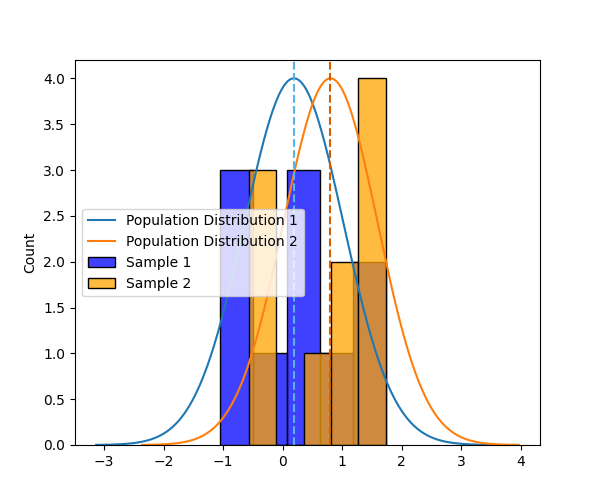 4.0
3.5
3.0
2.5
2.0
1.5
1.0
0.5
0.0
Count
Population Distribution 1
Population Distribution 2
Sample 1
Sample 2
−3 −2 −1 0 1 2 3 4